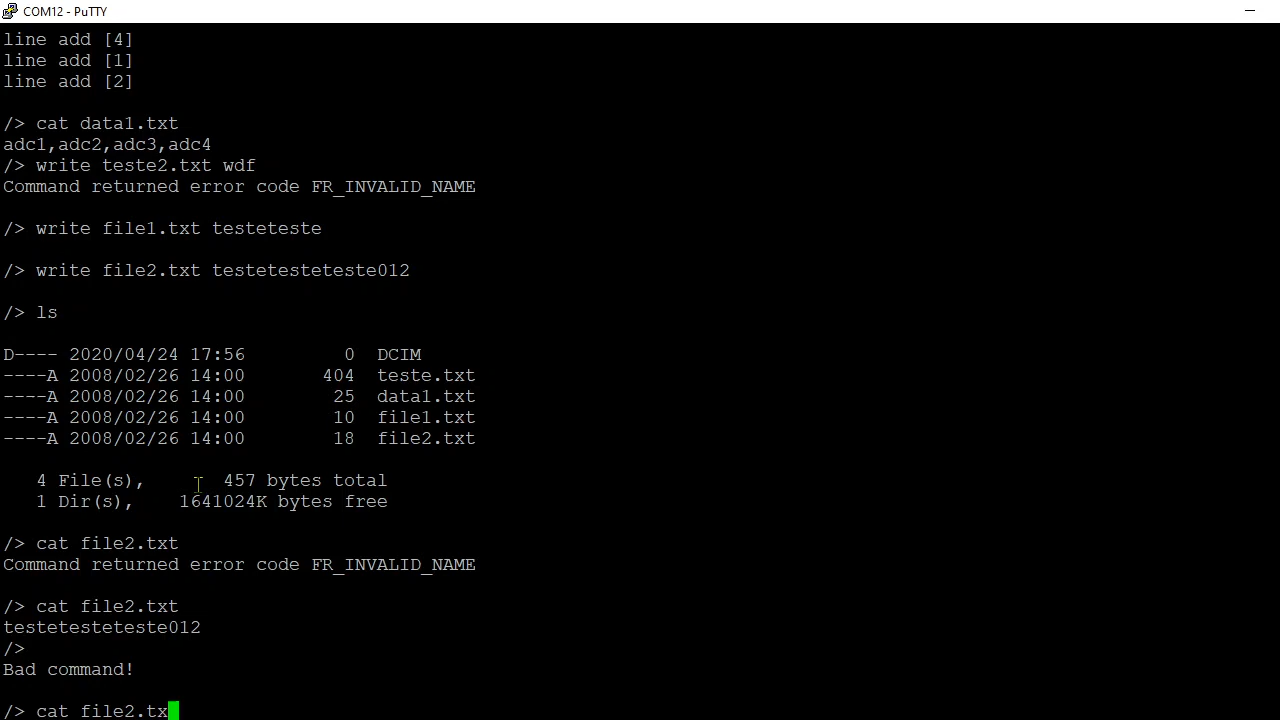 COM12 - PuTTY
line add [4]
line add [1]
line add [2]
/> cat data1.txt
adc1,adc2,adc3,adc4
/> write teste2.txt wdf
Command returned error code FR_INVALID_NAME
/> write file1.txt testeteste
/> write file2.txt testetesteteste012
/> ls
D---- 2020/04/24 17:56         0  DCIM
----A 2008/02/26 14:00       404  teste.txt
----A 2008/02/26 14:00        25  data1.txt
----A 2008/02/26 14:00        10  file1.txt
----A 2008/02/26 14:00        18  file2.txt
   4 File(s),       457 bytes total
   1 Dir(s),    1641024K bytes free
/> cat file2.txt
Command returned error code FR_INVALID_NAME
/> cat file2.txt
testetesteteste012
/>
Bad command!
/> cat file2.tx